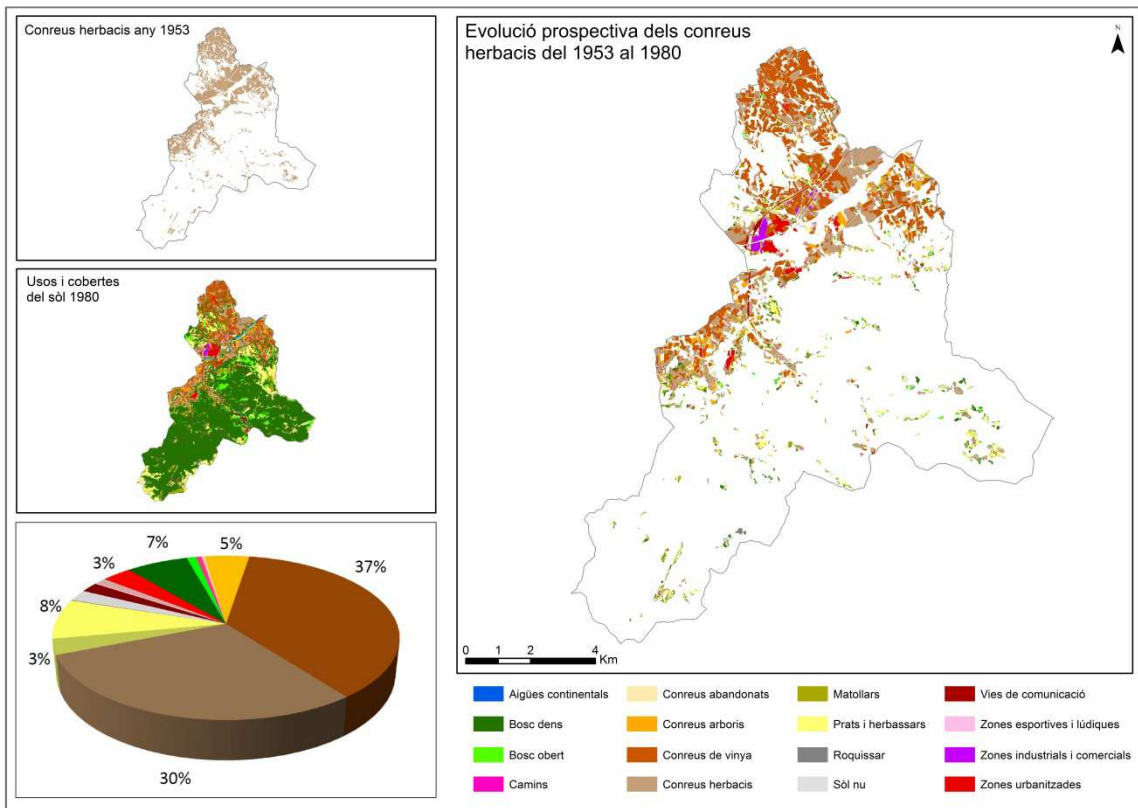 Conreus herbacis any 1953
Evolució prospectiva dels conreus
herbacis del 1953 al 1980
N
Usos i cobertes
del sòl 1980
7%
5%
37%
3%
8%
3%
30%
0 1 2 4
Km
Aigües continentals
Bosc dens
Bosc obert
Camins
Conreus abandonats
Conreus arboris
Conreus de vinya
Conreus herbacis
Matollars
Prats i herbassars
Roquissar
Sòl nu
Vies de comunicació
Zones esportives i lúdiques
Zones industrials i comercials
Zones urbanitzades